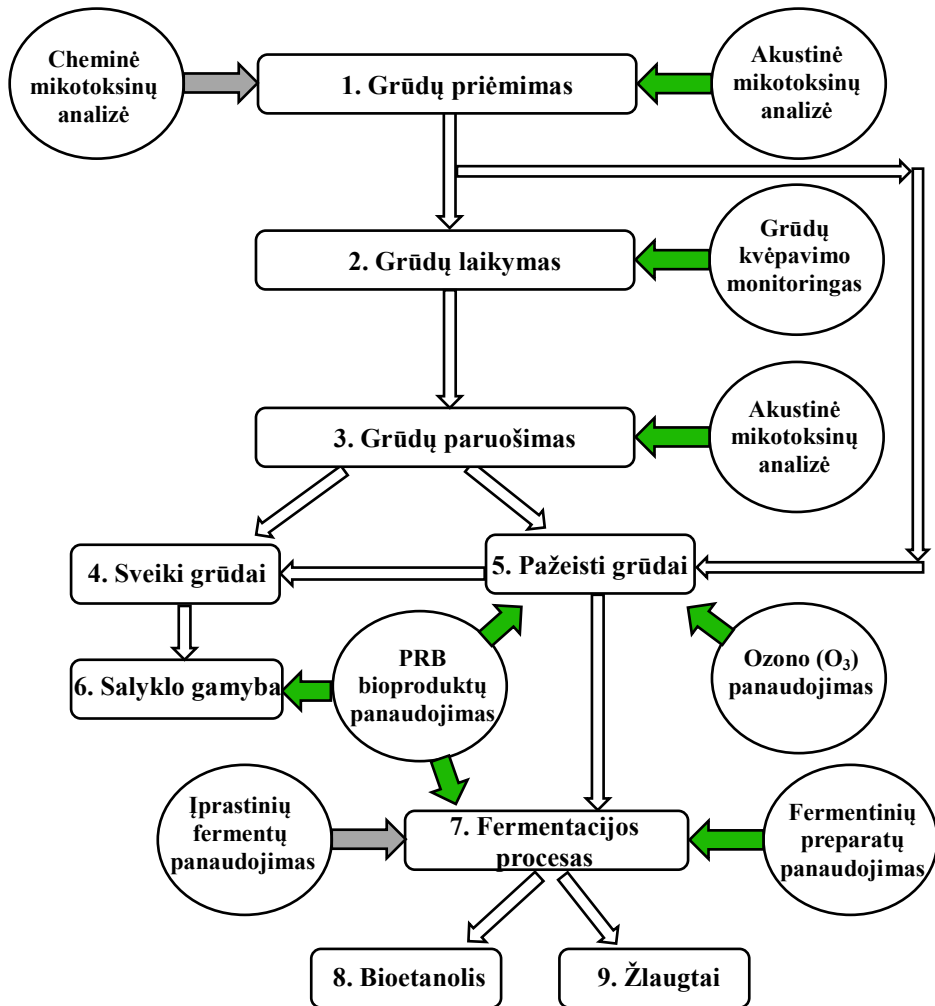 Cheminė
mikotoksinų
analizė
1. Grūdų priėmimas
Akustinė
mikotoksinų
analizė
2. Grūdų laikymas
Grūdų
kvėpavimo
monitoringas
3. Grūdų paruošimas
Akustinė
mikotoksinų
analizė
4. Sveiki grūdai
5. Pažeisti grūdai
6. Salyklo gamyba
PRB
bioproduktų
panaudojimas
Ozono (O₃)
panaudojimas
Įprastinių
fermentų
panaudojimas
7. Fermentacijos
procesas
Fermentinių
preparatų
panaudojimas
8. Bioetanolis
9. Žlaugtai